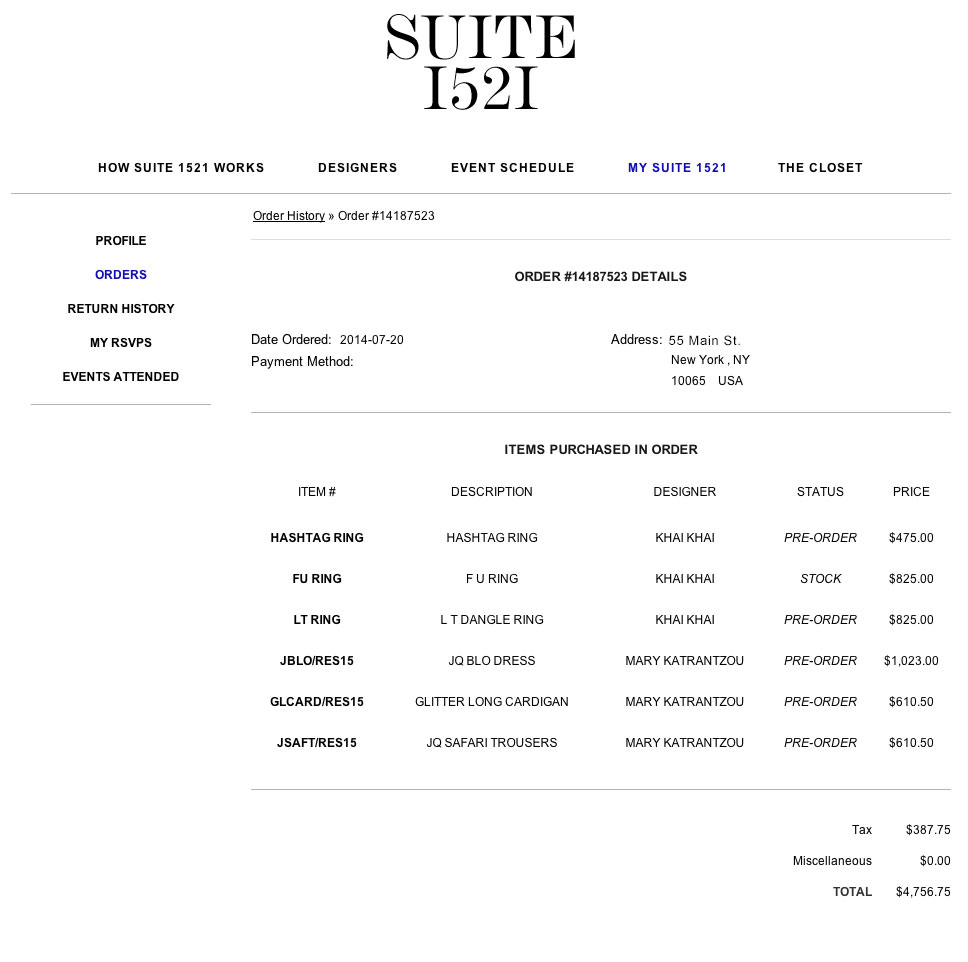 SUITE
1521
HOW SUITE 1521 WORKS DESIGNERS EVENT SCHEDULE MY SUITE 1521 THE CLOSET
PROFILE
ORDERS
RETURN HISTORY
MY RSVPS
EVENTS ATTENDED
Order History » Order #14187523
ORDER #14187523 DETAILS
Date Ordered: 2014-07-20
Payment Method:
Address: 55 Main St.
New York , NY
10065 USA
ITEMS PURCHASED IN ORDER
ITEM # DESCRIPTION DESIGNER STATUS PRICE
HASHTAG RING HASHTAG RING KHAI KHAI PRE-ORDER $475.00
FU RING F U RING KHAI KHAI STOCK $825.00
LT RING L T DANGLE RING KHAI KHAI PRE-ORDER $825.00
JBLO/RES15 JQ BLO DRESS MARY KATRANTZOU PRE-ORDER $1,023.00
GLCARD/RES15 GLITTER LONG CARDIGAN MARY KATRANTZOU PRE-ORDER $610.50
JSAFT/RES15 JQ SAFARI TROUSERS MARY KATRANTZOU PRE-ORDER $610.50
Tax $387.75
Miscellaneous $0.00
TOTAL $4,756.75